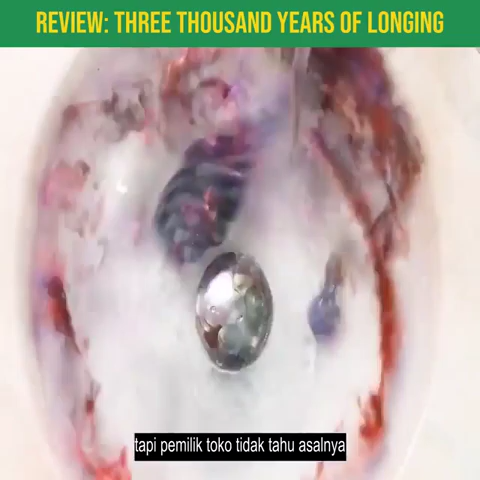 REVIEW: THREE THOUSAND YEARS OF LONGING
tapi pemilik toko tidak tahu asalnya